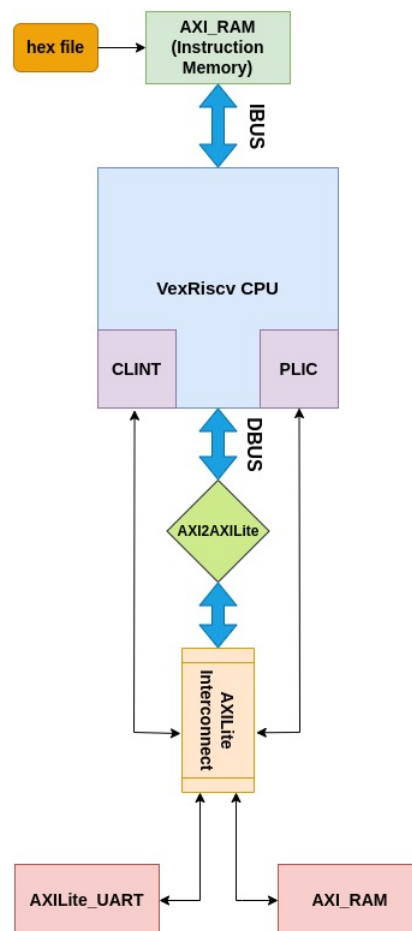 hex file
AXI_RAM
(Instruction
Memory)
IBUS
VexRiscv CPU
CLINT
PLIC
DBUS
AXI2AXILite
AXILite
Interconnect
AXILite_UART
AXI_RAM